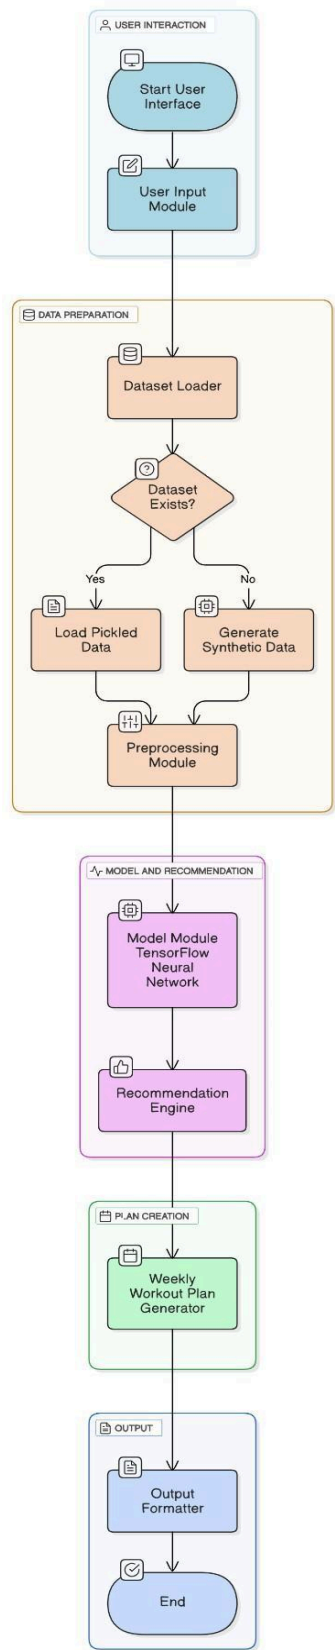 USER INTERACTION
Start User
Interface
User Input
Module
DATA PREPARATION
Dataset Loader
Dataset
Exists?
Yes
No
Load Pickled
Data
Generate
Synthetic Data
Preprocessing
Module
MODEL AND RECOMMENDATION
Model Module
TensorFlow
Neural
Network
Recommendation
Engine
PLAN CREATION
Weekly
Workout Plan
Generator
OUTPUT
Output
Formatter
End